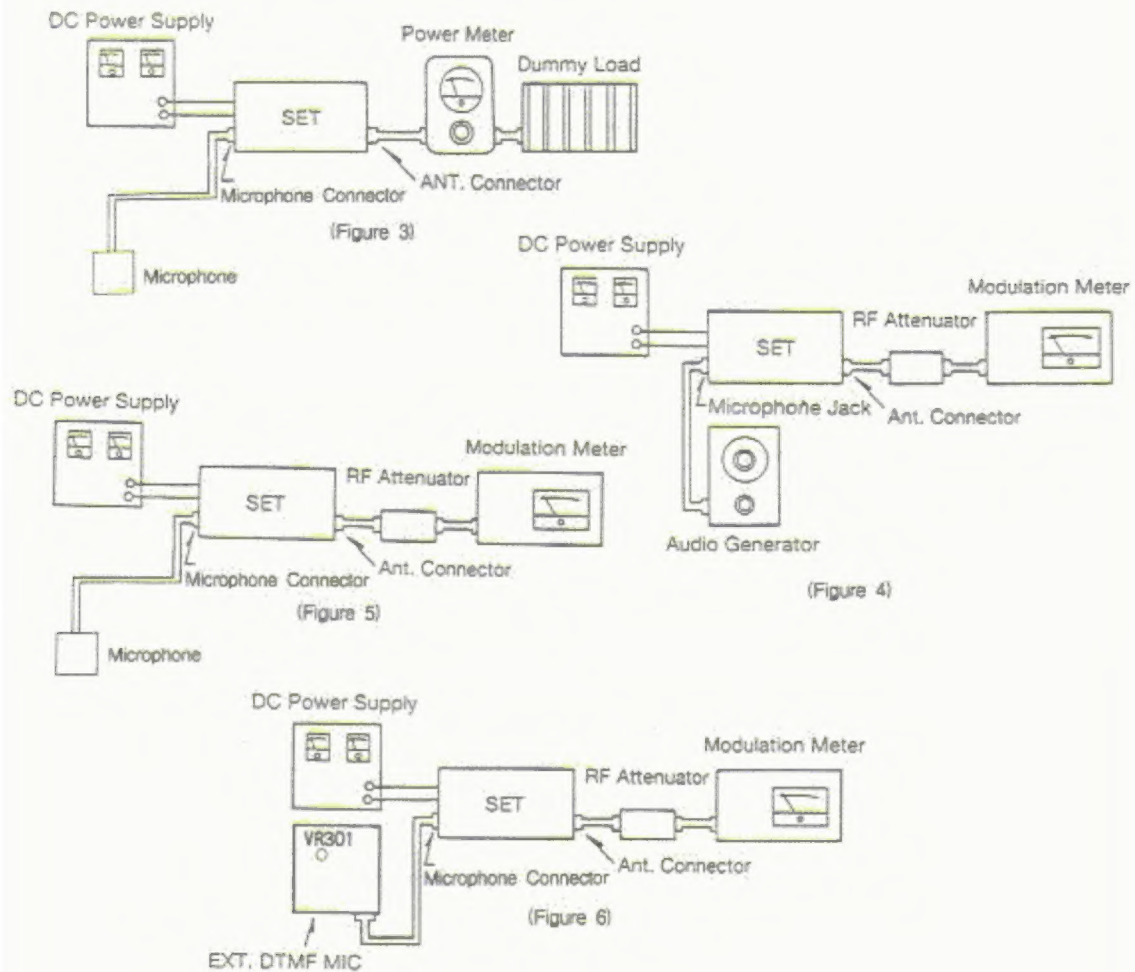 DC Power Supply
Power Meter
Dummy Load
SET
Microphone Connector
ANT. Connector
(Figure 3)
Microphone
DC Power Supply
Modulation Meter
RF Attenuator
SET
Microphone Jack
Ant. Connector
Audio Generator
(Figure 4)
DC Power Supply
Modulation Meter
RF Attenuator
SET
Microphone Connector
Ant. Connector
(Figure 5)
Microphone
DC Power Supply
Modulation Meter
RF Attenuator
SET
VR301
Microphone Connector
Ant. Connector
(Figure 6)
EXT. DTMF MIC